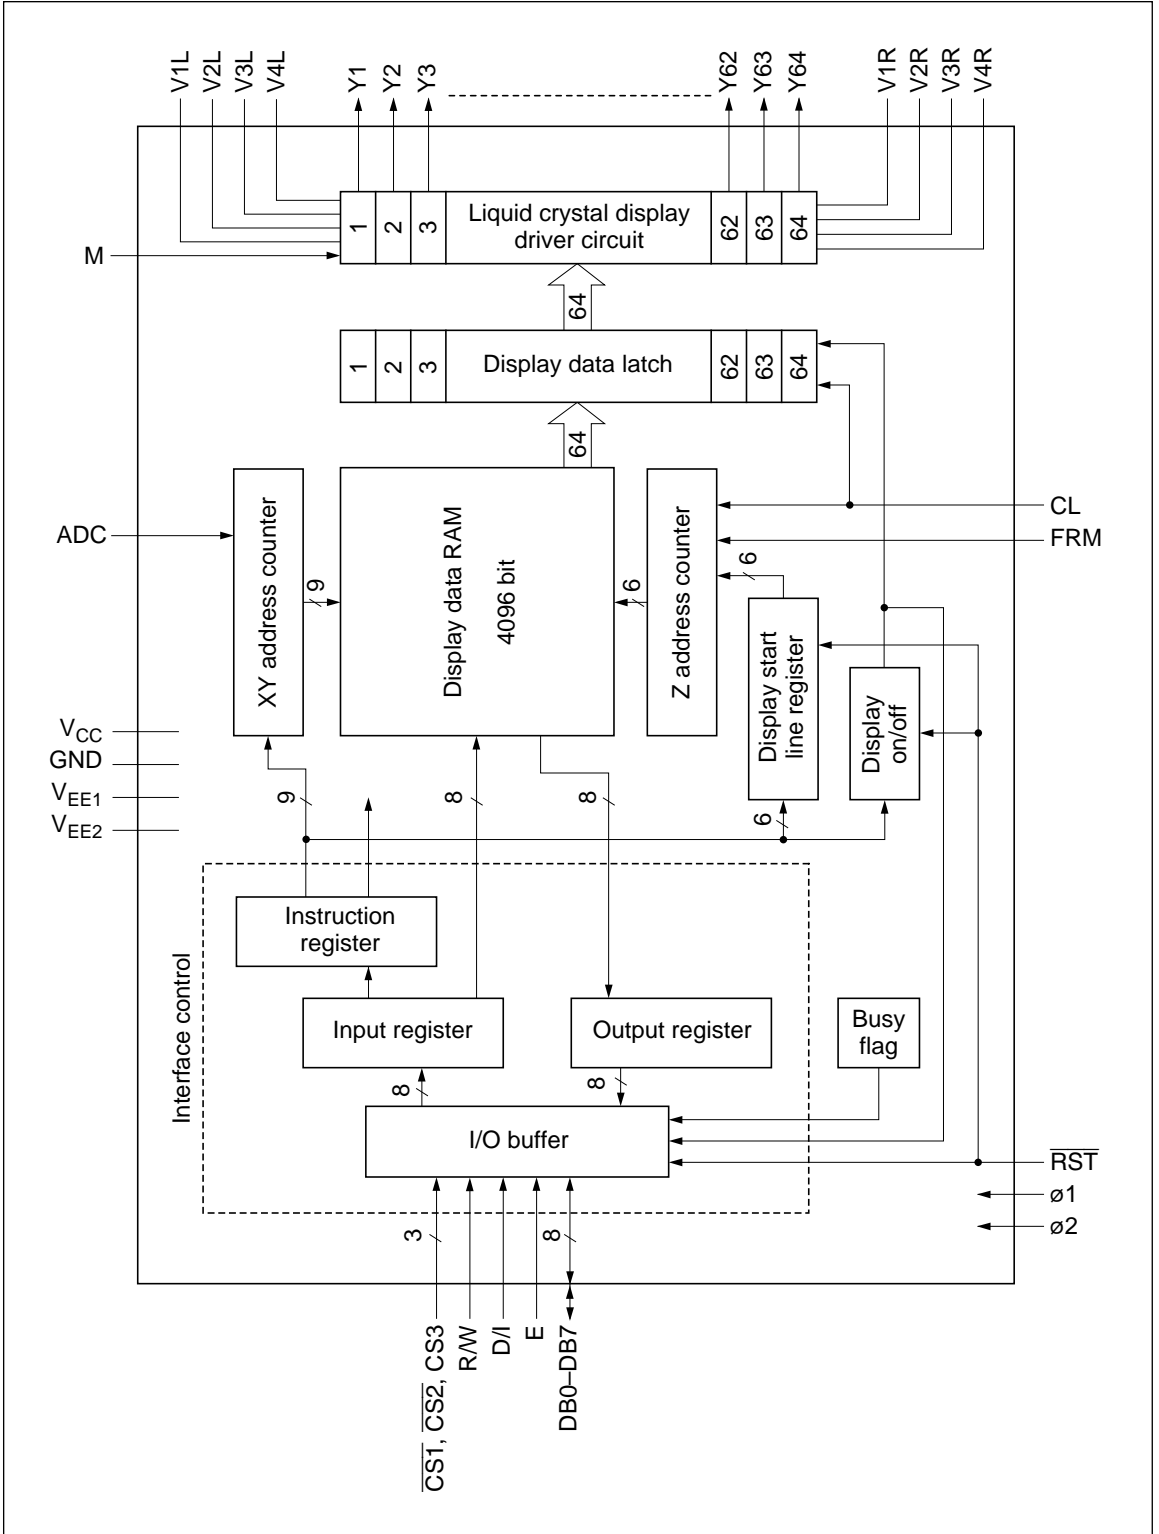 V1L
V2L
V3L
V4L
Y1
Y2
Y3
Y62
Y63
Y64
V1R
V2R
V3R
V4R
M
1
2
3
Liquid crystal display
driver circuit
62
63
64
64
1
2
3
Display data latch
62
63
64
64
ADC
XY address counter
9
Display data RAM
4096 bit
6
Z address counter
CL
FRM
6
Display start
line register
Display
on/off
VCC
GND
VEE1
VEE2
9
8
8
6
Interface control
Instruction
register
Input register
Output register
Busy
flag
8
8
I/O buffer
RST
ø1
ø2
3
8
CS1, CS2, CS3
R/W
D/I
E
DB0–DB7